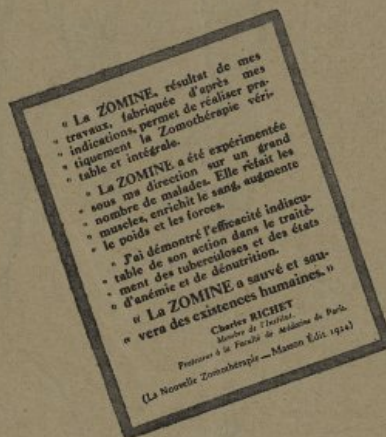 « La ZOMINE, résultat de mes
« travaux, fabriquée d'après mes
« indications, permet de réaliser pra-
« tiquement la Zomothérapie véri-
« table et intégrale.
« La ZOMINE a été expérimentée
« sous ma direction sur un grand
« nombre de malades. Elle refait les
« muscles, enrichit le sang, augmente
« le poids et les forces.
« J'ai démontré l'efficacité indiscu-
« table de son action dans le traite-
« ment des tuberculoses et des états
« d'anémie et de dénutrition.
« La ZOMINE a sauvé et sau-
« vera des existences humaines. »
Charles RICHET
Membre de l'Institut.
Professeur à la Faculté de Médecine de Paris.
(La Nouvelle Zomothérapie — Masson Édit 1924)